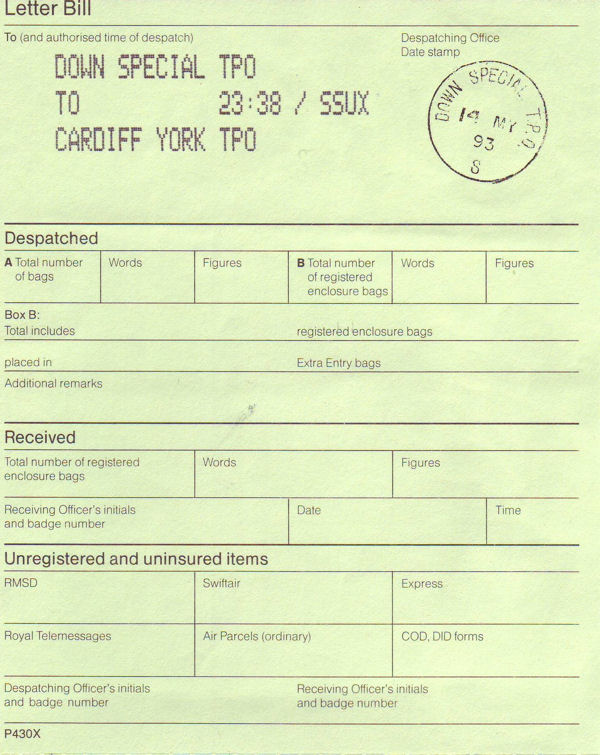 Letter Bill
To (and authorised time of despatch)
Despatching Office
Date stamp
DOWN SPECIAL TPO
TO 23:38 / SSUX
CARDIFF YORK TPO
DOWN SPECIAL T.P.O.
14 MY
93
S
Despatched
A Total number
of bags
Words
Figures
B Total number
of registered
enclosure bags
Words
Figures
Box B:
Total includes
registered enclosure bags
placed in
Extra Entry bags
Additional remarks
Received
Total number of registered
enclosure bags
Words
Figures
Receiving Officer's initials
and badge number
Date
Time
Unregistered and uninsured items
RMSD
Swiftair
Express
Royal Telemessages
Air Parcels (ordinary)
COD, DID forms
Despatching Officer's initials
and badge number
Receiving Officer's initials
and badge number
P430X